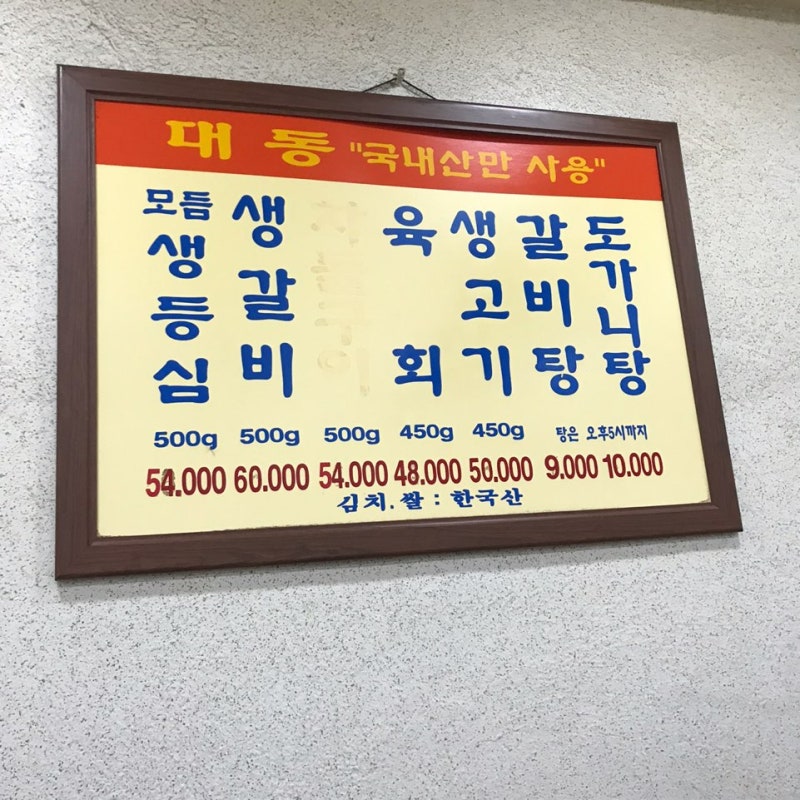 대동 "국내산만 사용"
모듬 생등심
생갈비
육회
생고기
갈비탕
도가니탕
500g 500g 500g 450g 450g 탕은 오후5시까지
54.000 60.000 54.000 48.000 50.000 9.000 10.000
김치.쌀 : 한국산